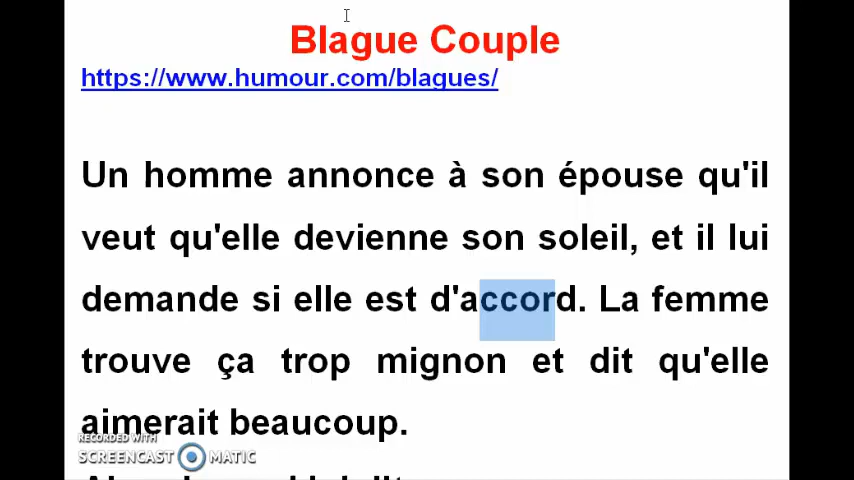 Blague Couple
https://www.humour.com/blagues/
Un homme annonce à son épouse qu'il
veut qu'elle devienne son soleil, et il lui
demande si elle est d'accord. La femme
trouve ça trop mignon et dit qu'elle
aimerait beaucoup.
RECORDED WITH
SCREENCAST MATIC